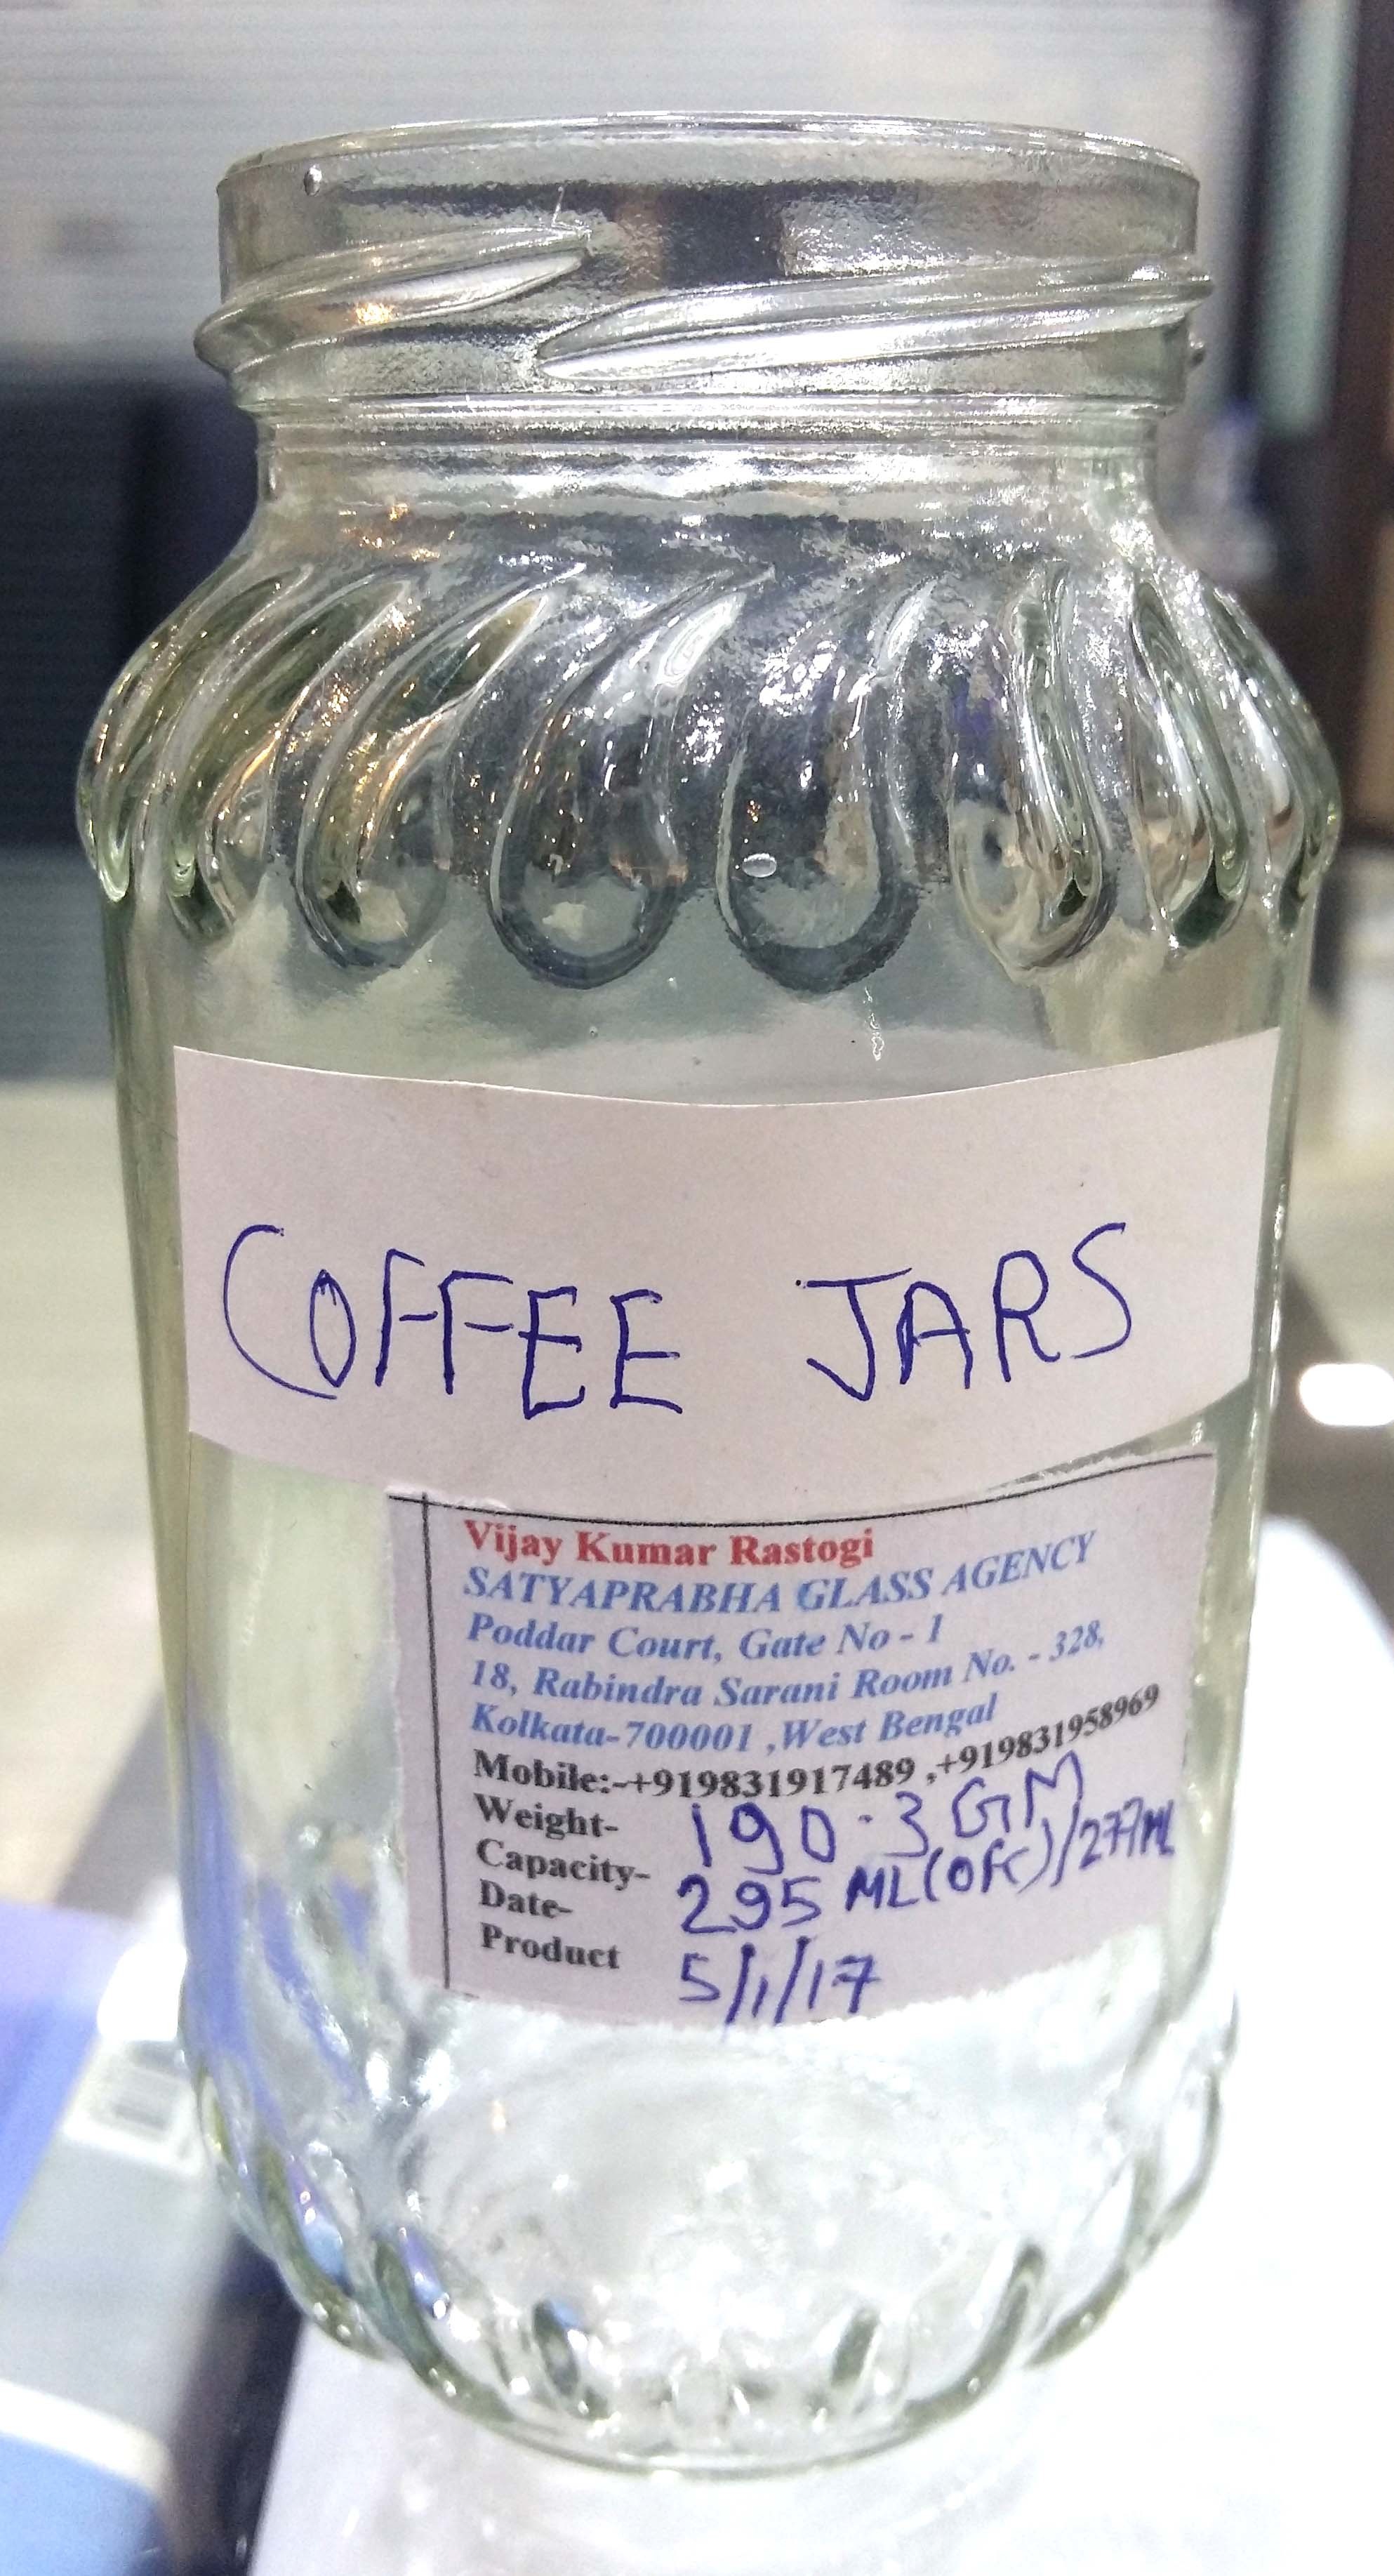 COFFEE JARS
Vijay Kumar Rastogi
SATYAPRABHA GLASS AGENCY
Poddar Court, Gate No - 1
18, Rabindra Sarani Room No. - 328,
Kolkata-700001 ,West Bengal
Mobile:-+919831917489 ,+919831958969
Weight- 190.3 GM
Capacity- 295 ML(OFC)/277ML
Date- 5/1/17
Product